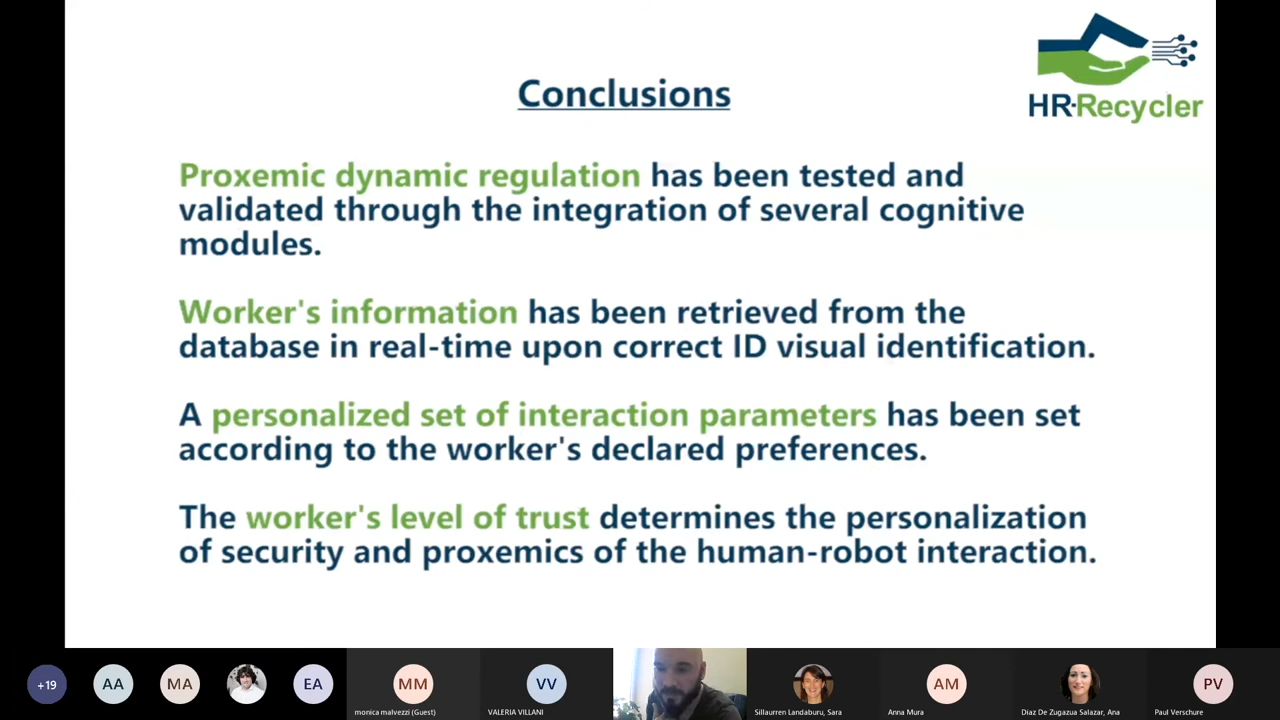 Conclusions
HR-Recycler
Proxemic dynamic regulation has been tested and
validated through the integration of several cognitive
modules.
Worker's information has been retrieved from the
database in real-time upon correct ID visual identification.
A personalized set of interaction parameters has been set
according to the worker's declared preferences.
The worker's level of trust determines the personalization
of security and proxemics of the human-robot interaction.
+19
AA
MA
EA
MM
monica malvezzi (Guest)
VV
VALERIA VILLANI
Sillaurren Landaburu, Sara
AM
Anna Mura
Díaz De Zugazua Salazar, Ana
PV
Paul Verschure